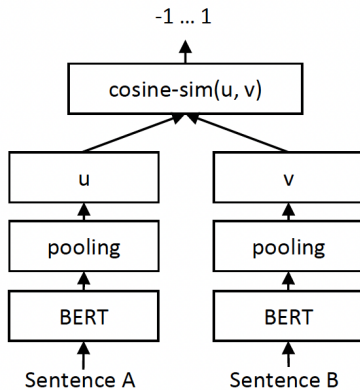 -1 … 1
cosine-sim(u, v)
u v
pooling pooling
BERT BERT
Sentence A Sentence B